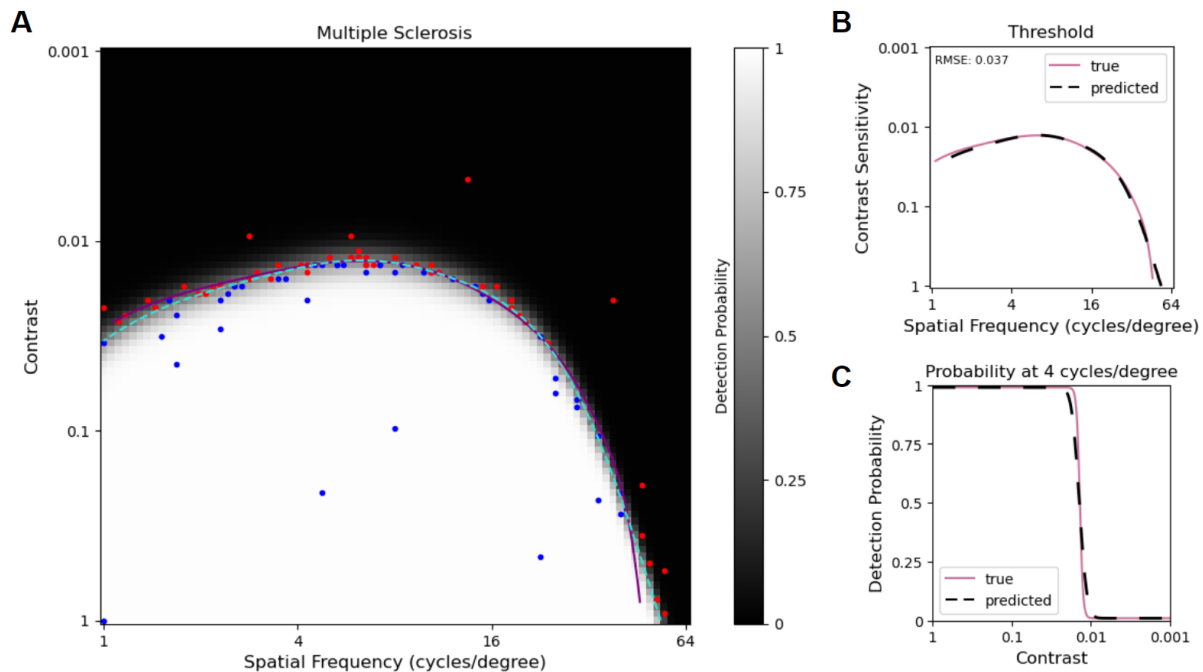 A
Multiple Sclerosis
0.001
0.01
0.1
1
Contrast
1
4
16
64
Spatial Frequency (cycles/degree)
1
0.75
0.5
0.25
0
Detection Probability
B
Threshold
RMSE: 0.037
true
predicted
0.001
0.01
0.1
1
Contrast Sensitivity
1
4
16
64
Spatial Frequency (cycles/degree)
C
Probability at 4 cycles/degree
1
0.75
0.5
0.25
0
Detection Probability
true
predicted
1
0.1
0.01
0.001
Contrast